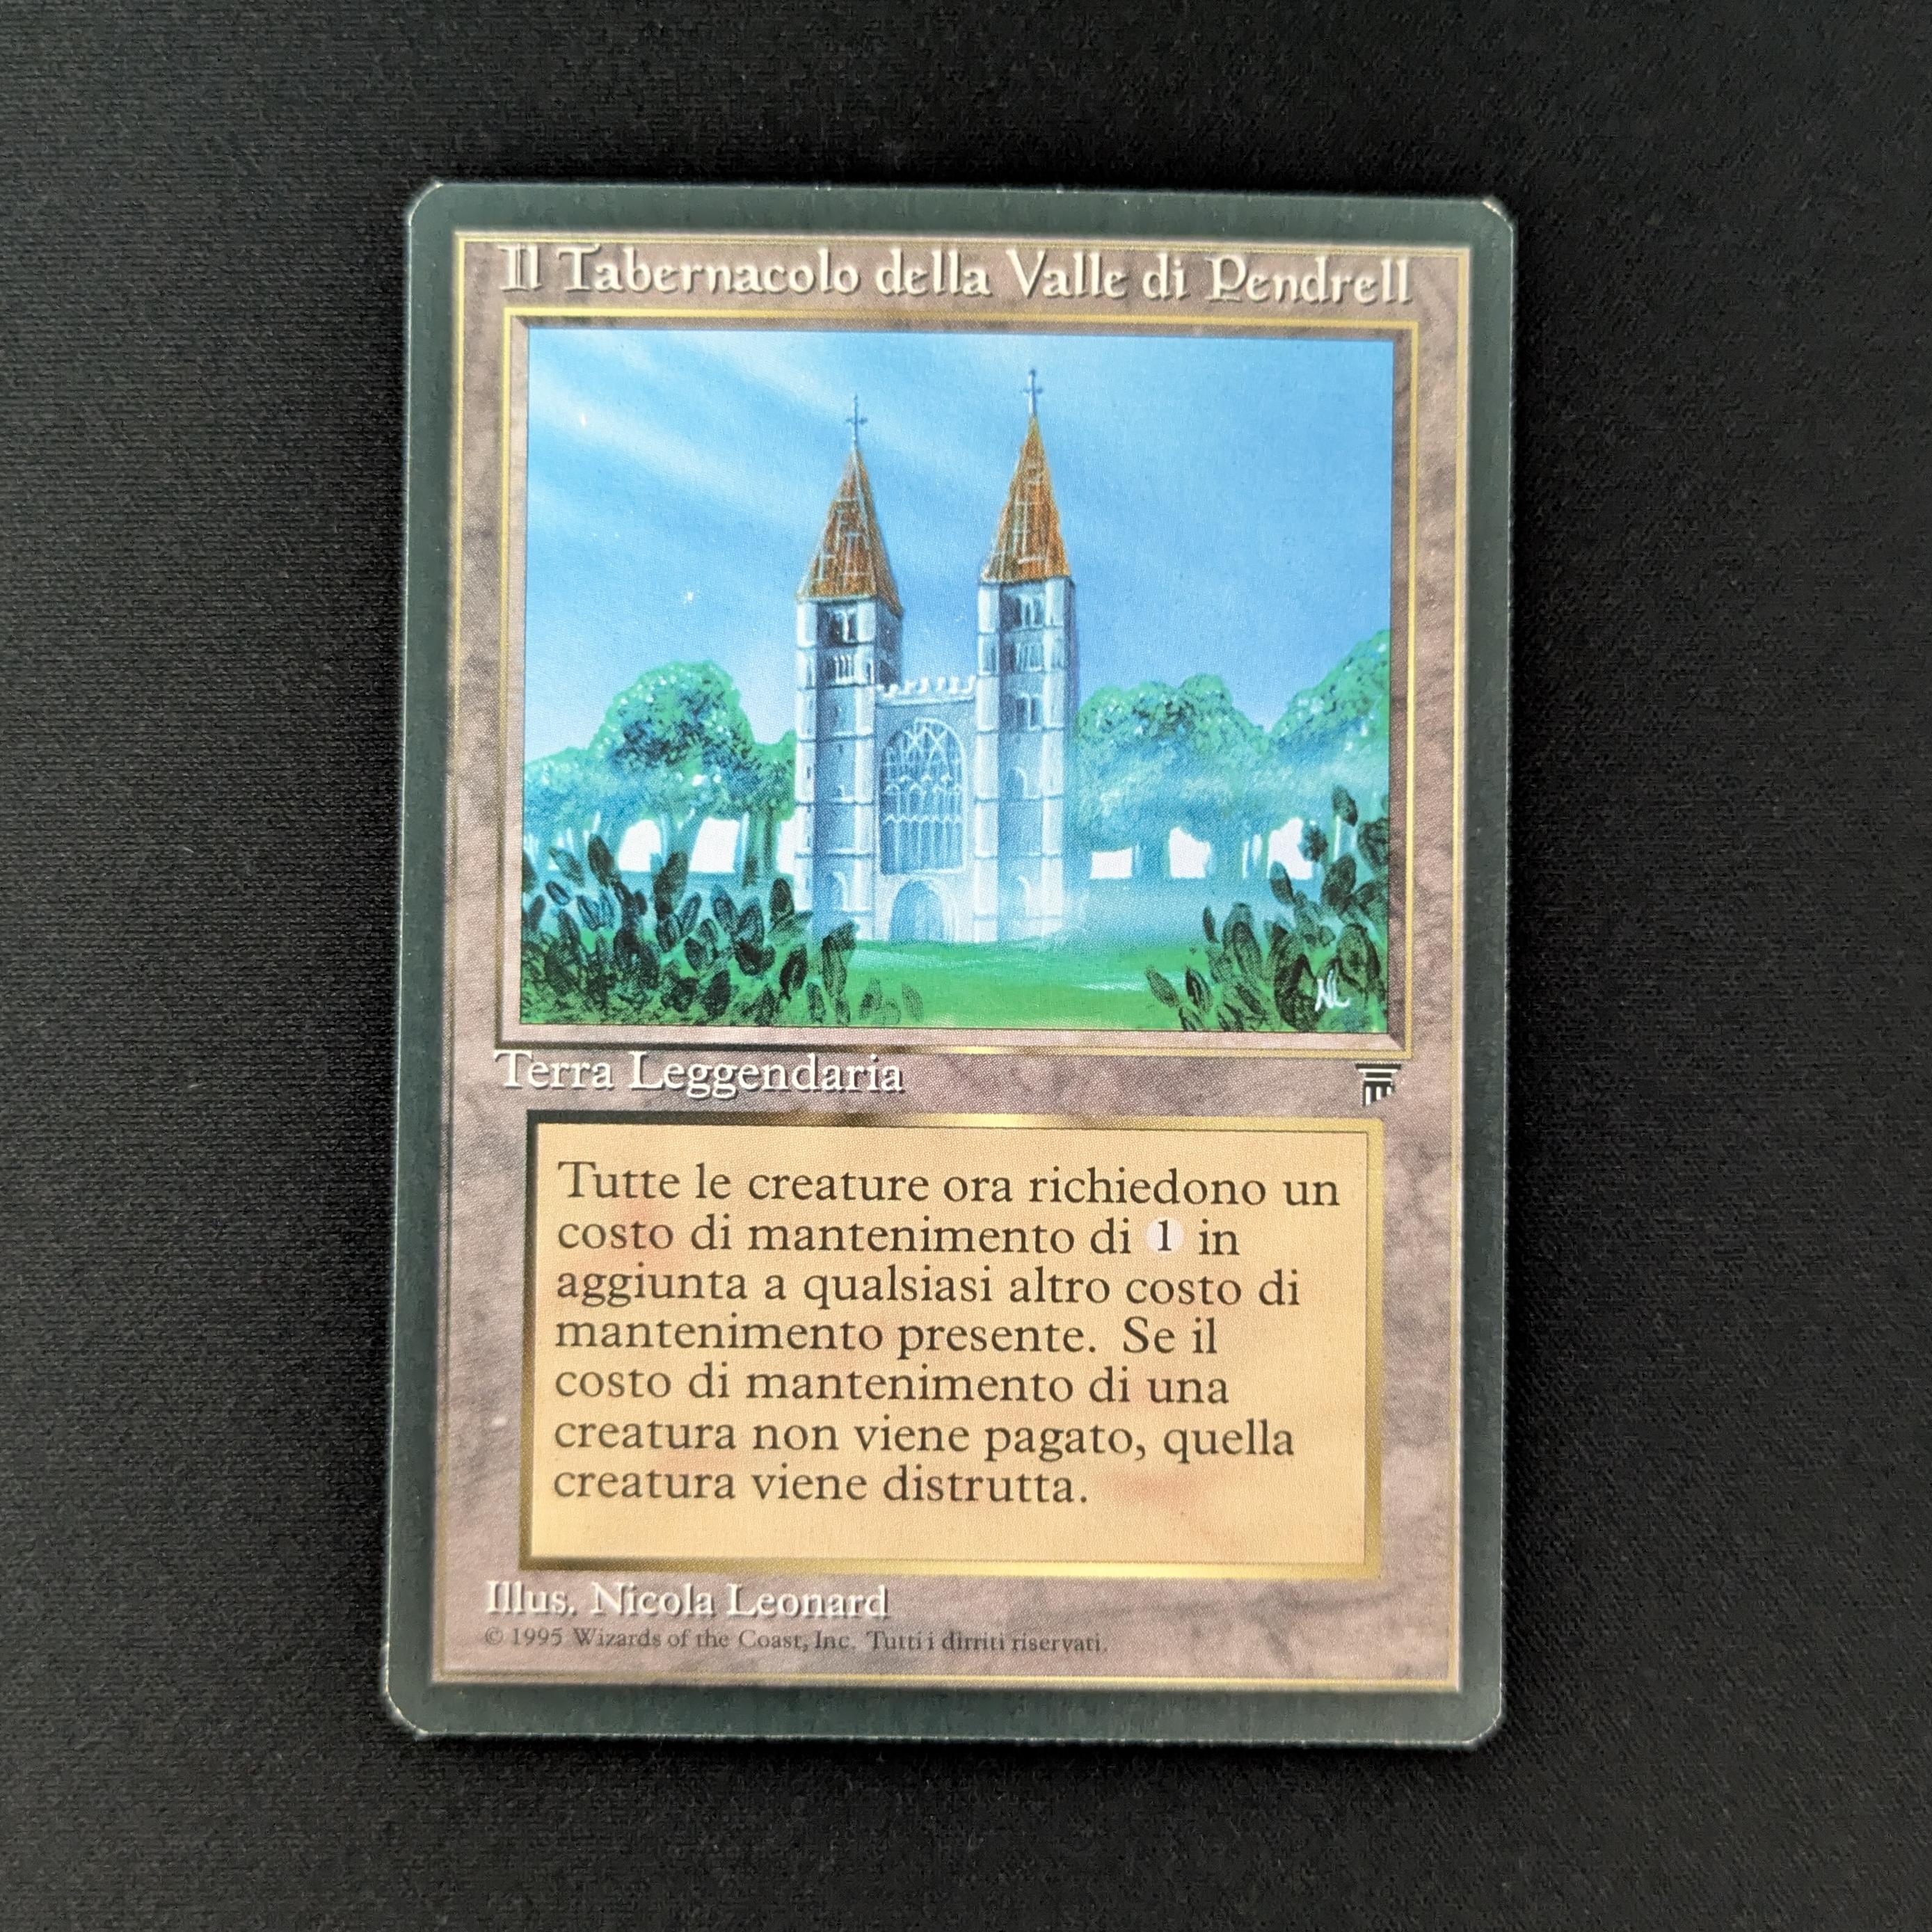 Il Tabernacolo della Valle di Pendrell
NL
Terra Leggendaria
Tutte le creature ora richiedono un
costo di mantenimento di 1 in
aggiunta a qualsiasi altro costo di
mantenimento presente. Se il
costo di mantenimento di una
creatura non viene pagato, quella
creatura viene distrutta.
Illus. Nicola Leonard
© 1995 Wizards of the Coast, Inc. Tutti i dirriti riservati.